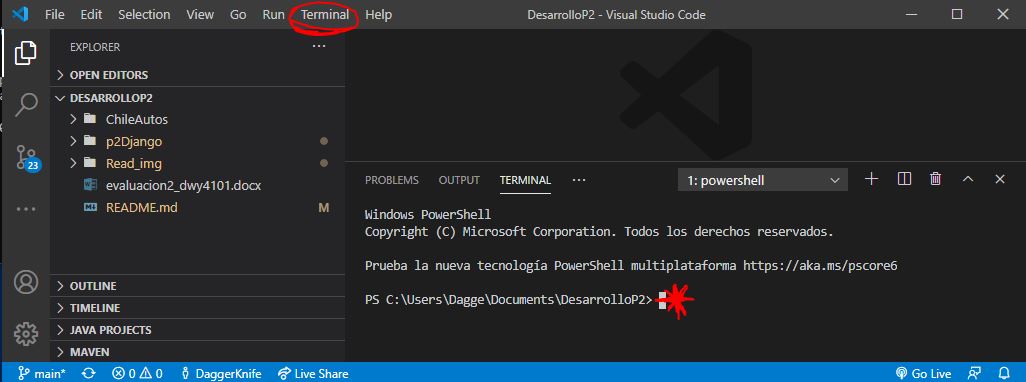 File Edit Selection View Go Run Terminal Help DesarrolloP2 - Visual Studio Code
EXPLORER
OPEN EDITORS
DESARROLLOP2
ChileAutos
p2Django
Read_img
evaluacion2_dwy4101.docx
README.md M
23
OUTLINE
TIMELINE
JAVA PROJECTS
MAVEN
PROBLEMS OUTPUT TERMINAL 1: powershell
Windows PowerShell
Copyright (C) Microsoft Corporation. Todos los derechos reservados.
Prueba la nueva tecnología PowerShell multiplataforma https://aka.ms/pscore6
PS C:\Users\Dagge\Documents\DesarrolloP2>
main* 0 0 DaggerKnife Live Share Go Live